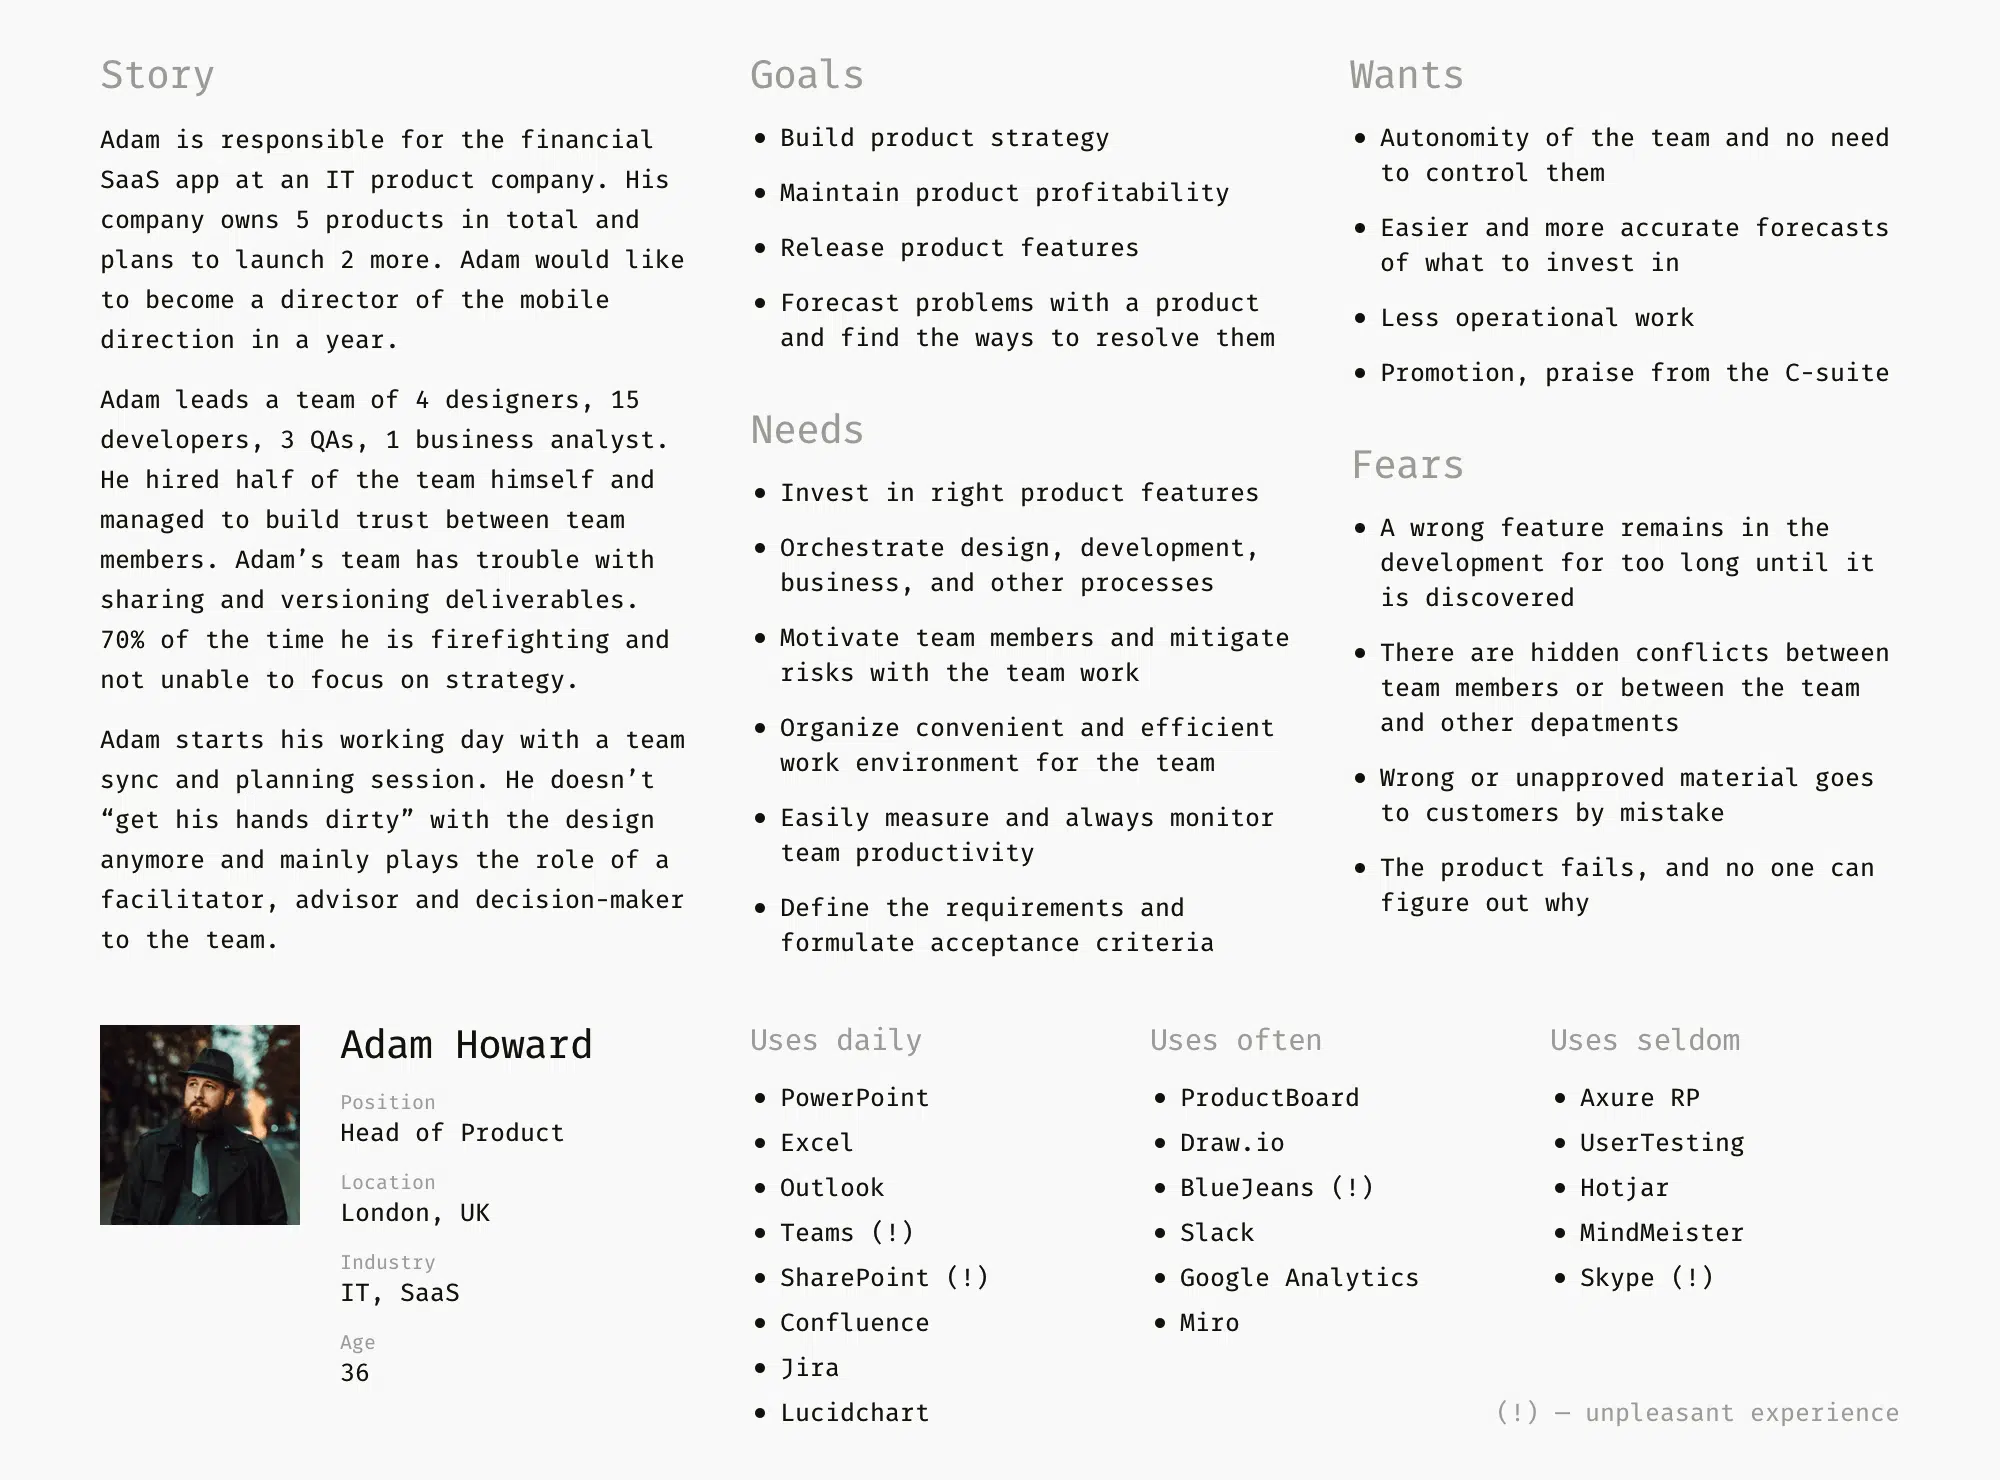 Story
Adam is responsible for the financial
SaaS app at an IT product company. His
company owns 5 products in total and
plans to launch 2 more. Adam would like
to become a director of the mobile
direction in a year.
Adam leads a team of 4 designers, 15
developers, 3 QAs, 1 business analyst.
He hired half of the team himself and
managed to build trust between team
members. Adam’s team has trouble with
sharing and versioning deliverables.
70% of the time he is firefighting and
not unable to focus on strategy.
Adam starts his working day with a team
sync and planning session. He doesn’t
“get his hands dirty” with the design
anymore and mainly plays the role of a
facilitator, advisor and decision-maker
to the team.
Goals
• Build product strategy
• Maintain product profitability
• Release product features
• Forecast problems with a product
and find the ways to resolve them
Needs
• Invest in right product features
• Orchestrate design, development,
business, and other processes
• Motivate team members and mitigate
risks with the team work
• Organize convenient and efficient
work environment for the team
• Easily measure and always monitor
team productivity
• Define the requirements and
formulate acceptance criteria
Wants
• Autonomity of the team and no need
to control them
• Easier and more accurate forecasts
of what to invest in
• Less operational work
• Promotion, praise from the C-suite
Fears
• A wrong feature remains in the
development for too long until it
is discovered
• There are hidden conflicts between
team members or between the team
and other depatments
• Wrong or unapproved material goes
to customers by mistake
• The product fails, and no one can
figure out why
Adam Howard
Position
Head of Product
Location
London, UK
Industry
IT, SaaS
Age
36
Uses daily
• PowerPoint
• Excel
• Outlook
• Teams (!)
• SharePoint (!)
• Confluence
• Jira
• Lucidchart
Uses often
• ProductBoard
• Draw.io
• BlueJeans (!)
• Slack
• Google Analytics
• Miro
Uses seldom
• Axure RP
• UserTesting
• Hotjar
• MindMeister
• Skype (!)
(!) — unpleasant experience